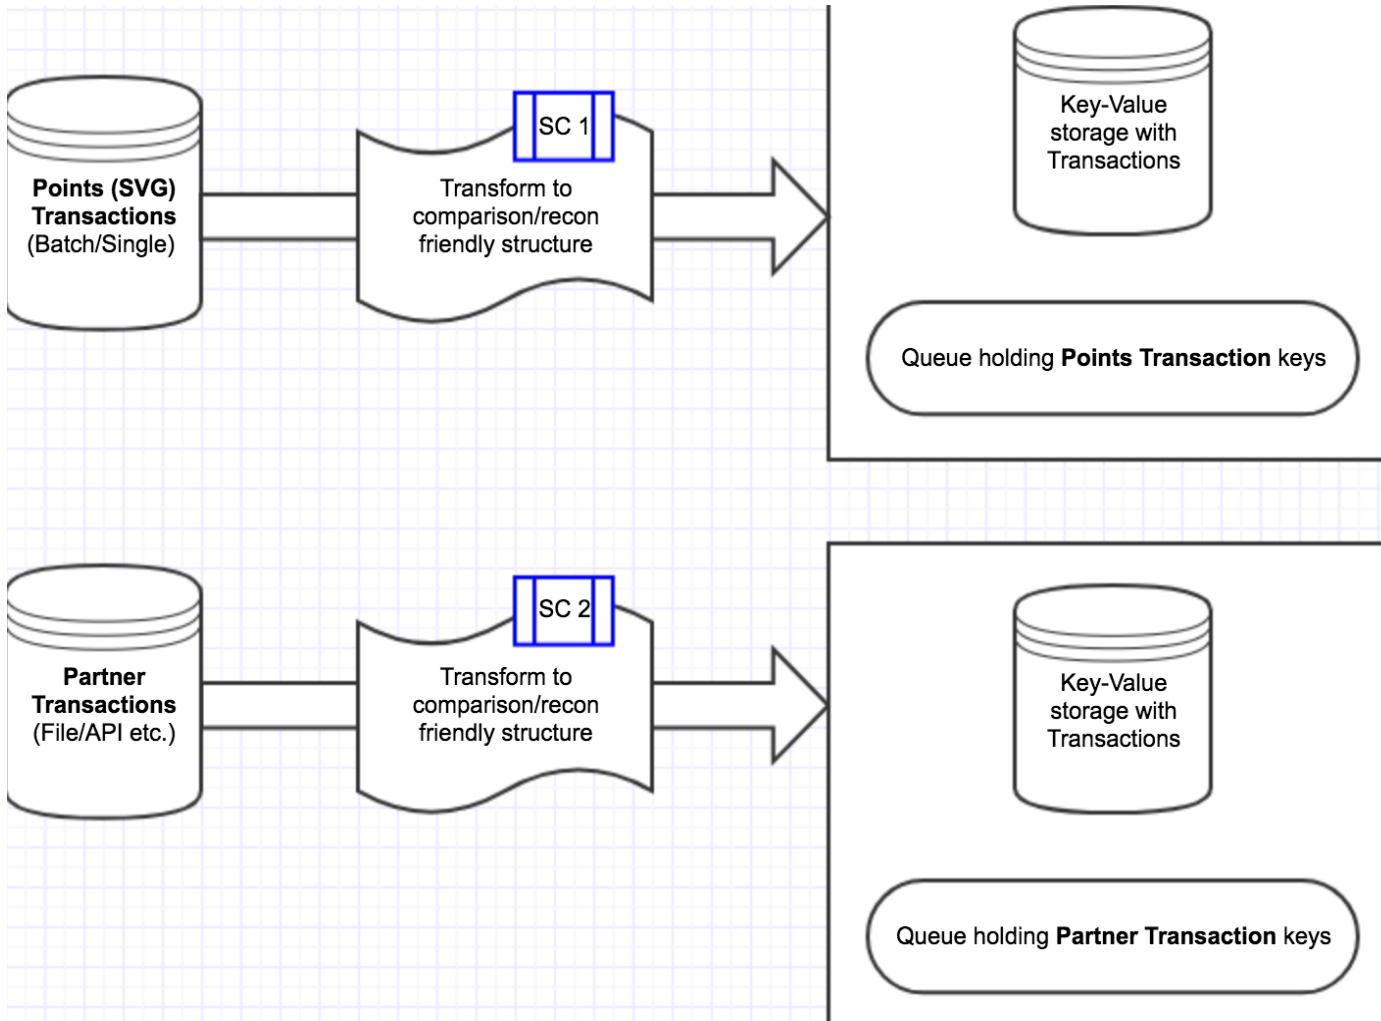 Points (SVG)
Transactions
(Batch/Single)
SC 1
Transform to
comparison/recon
friendly structure
Key-Value
storage with
Transactions
Queue holding Points Transaction keys
Partner
Transactions
(File/API etc.)
SC 2
Transform to
comparison/recon
friendly structure
Key-Value
storage with
Transactions
Queue holding Partner Transaction keys